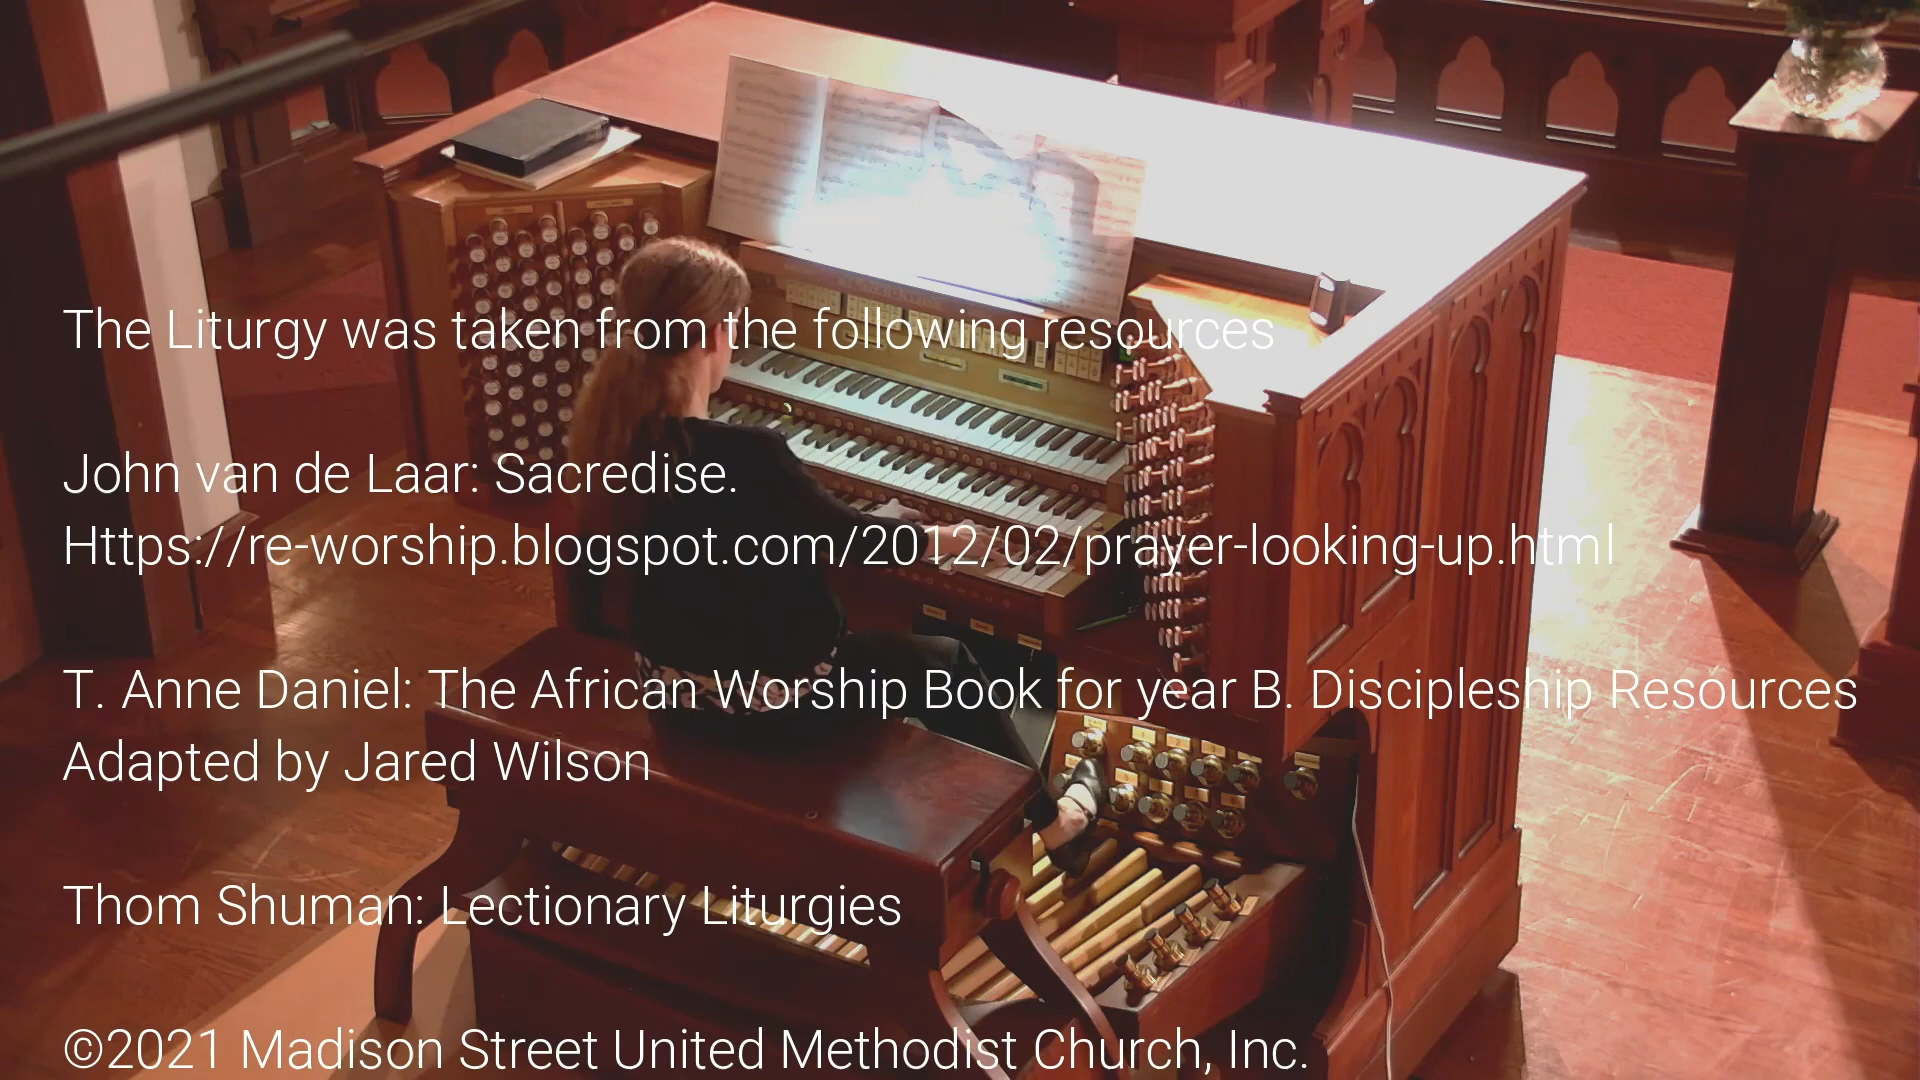 The Liturgy was taken from the following resources
John van de Laar: Sacredise.
Https://re-worship.blogspot.com/2012/02/prayer-looking-up.html
T. Anne Daniel: The African Worship Book for year B. Discipleship Resources
Adapted by Jared Wilson
Thom Shuman: Lectionary Liturgies
©2021 Madison Street United Methodist Church, Inc.